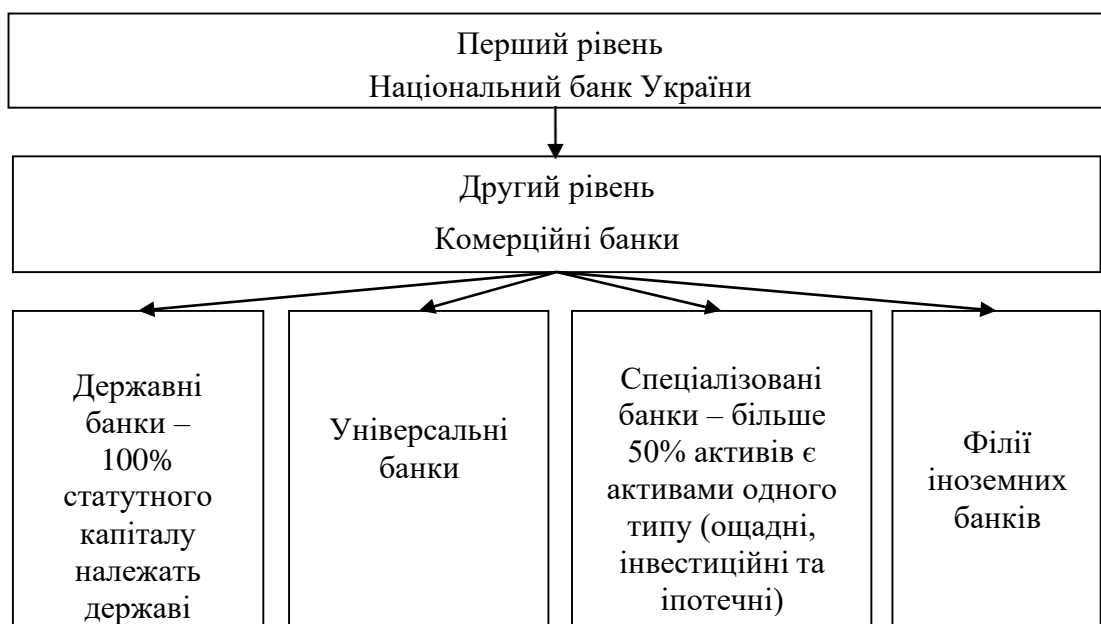 Перший рівень
Національний банк України
Другий рівень
Комерційні банки
Державні
банки –
100%
статутного
капіталу
належать
державі
Універсальні
банки
Спеціалізовані
банки – більше
50% активів є
активами одного
типу (ощадні,
інвестиційні та
іпотечні)
Філії
іноземних
банків